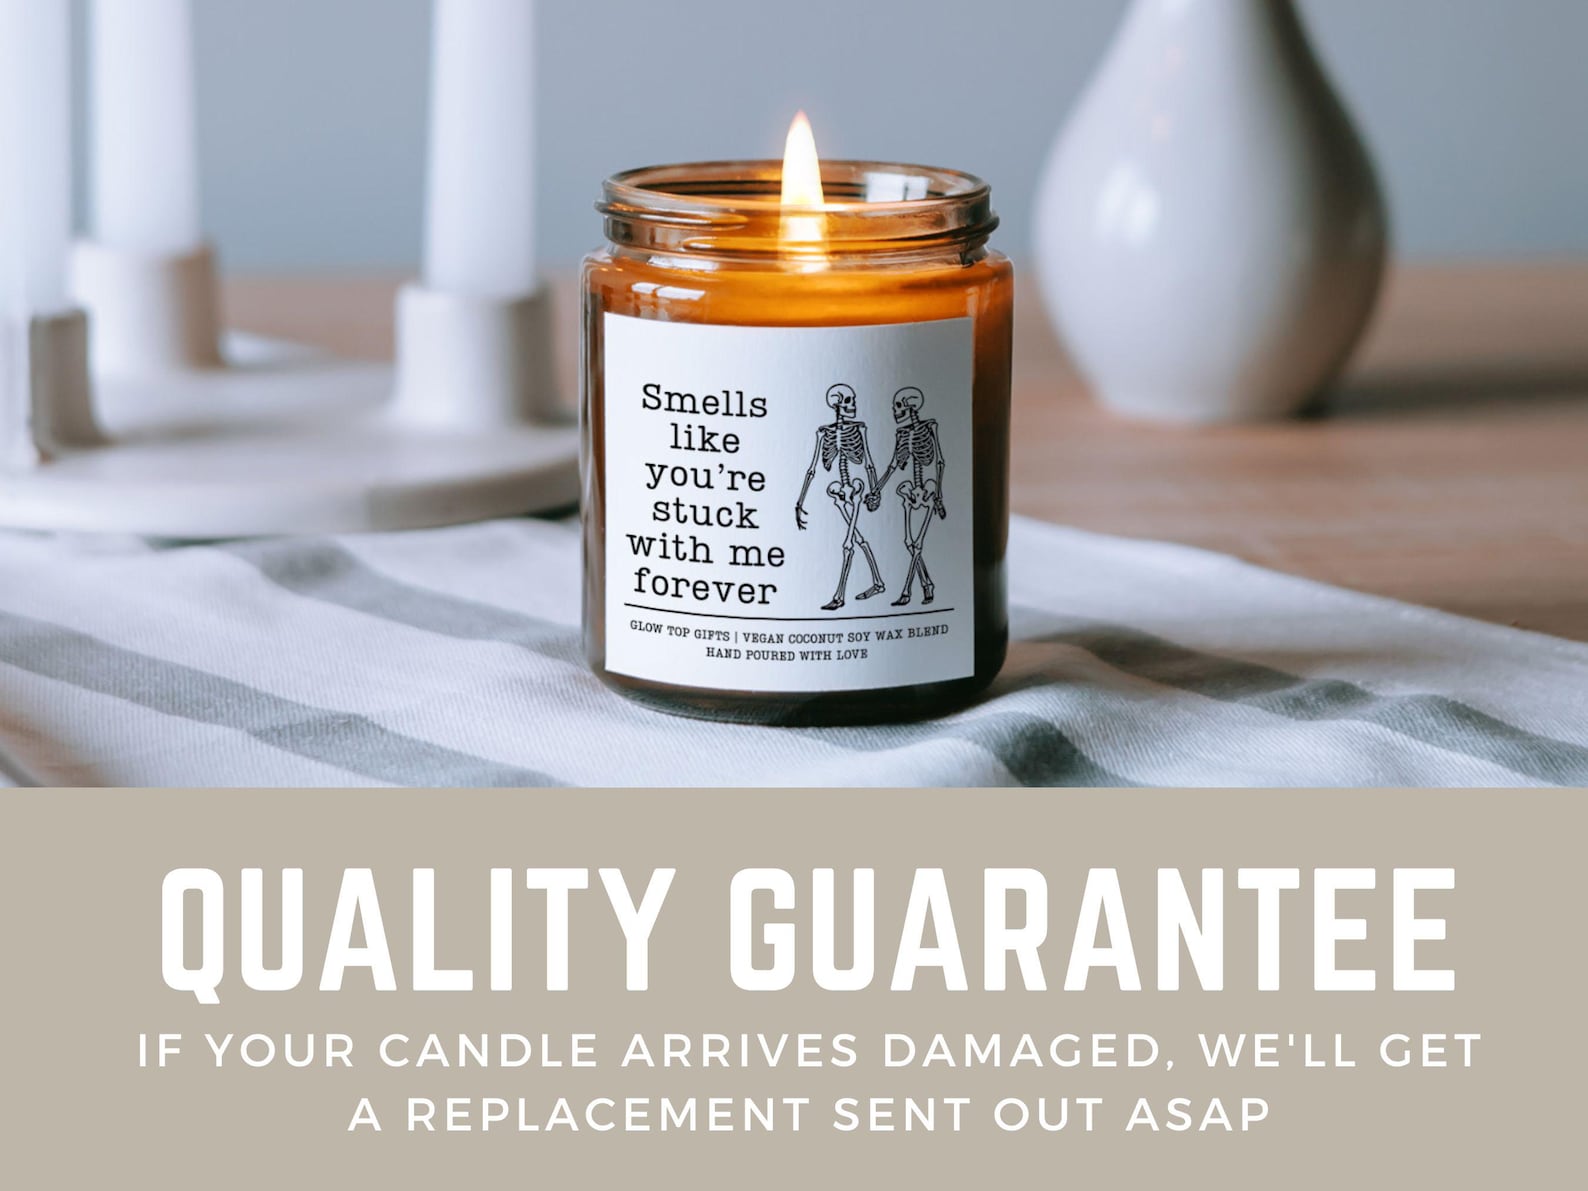 Smells
like
you're
stuck
with me
forever
GLOW TOP GIFTS | VEGAN COCONUT SOY WAX BLEND
HAND POURED WITH LOVE
QUALITY GUARANTEE
IF YOUR CANDLE ARRIVES DAMAGED, WE'LL GET
A REPLACEMENT SENT OUT ASAP